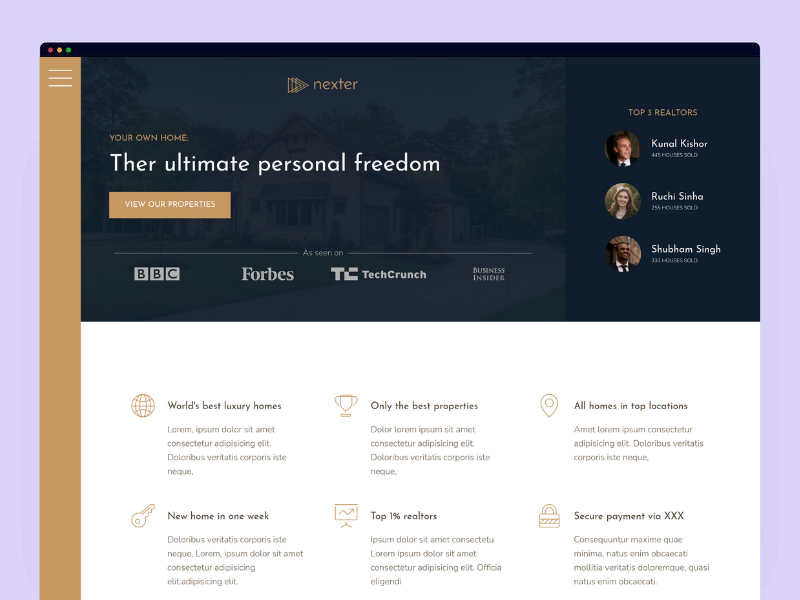 nexter
YOUR OWN HOME:
Ther ultimate personal freedom
VIEW OUR PROPERTIES
As seen on
BBC
Forbes
TC TechCrunch
BUSINESS
INSIDER
TOP 3 REALTORS
Kunal Kishor
445 HOUSES SOLD
Ruchi Sinha
255 HOUSES SOLD
Shubham Singh
333 HOUSES SOLD
World's best luxury homes
Lorem, ipsum dolor sit amet
consectetur adipisicing elit.
Doloribus veritatis corporis iste
neque,
Only the best properties
Dolor lorem ipsum sit amet
consectetur adipisicing elit.
Doloribus veritatis corporis iste
neque,
All homes in top locations
Amet lorem ipsum consectetur
adipisicing elit, Doloribus veritatis
corporis iste neque,
New home in one week
Doloribus veritatis corporis iste
neque, Lorem, ipsum dolor sit amet
consectetur adipisicing
elit.adipisicing elit.
Top 1% realtors
Ipsum dolor sit amet consectetu
Lorem ipsum dolor sit amet
consectetur adipisicing elit. Officia
eligendi
Secure payment via XXX
Consequuntur maxime quae
minima, natus enim obcaecati
mollitia veritatis doloremque, quasi
natus enim obcaecati.